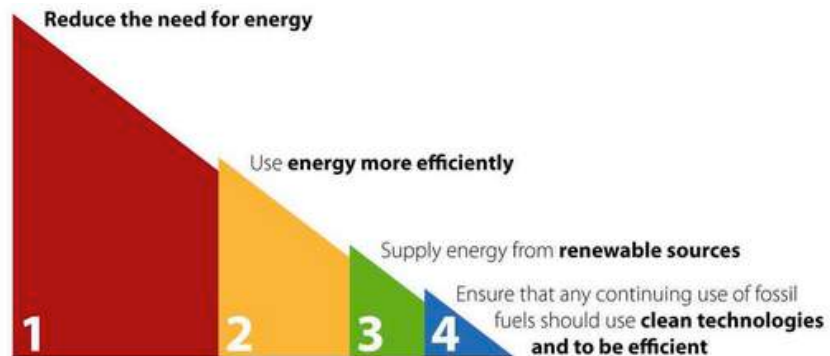 Reduce the need for energy
Use energy more efficiently
Supply energy from renewable sources
Ensure that any continuing use of fossil
fuels should use clean technologies
and to be efficient
1 2 3 4